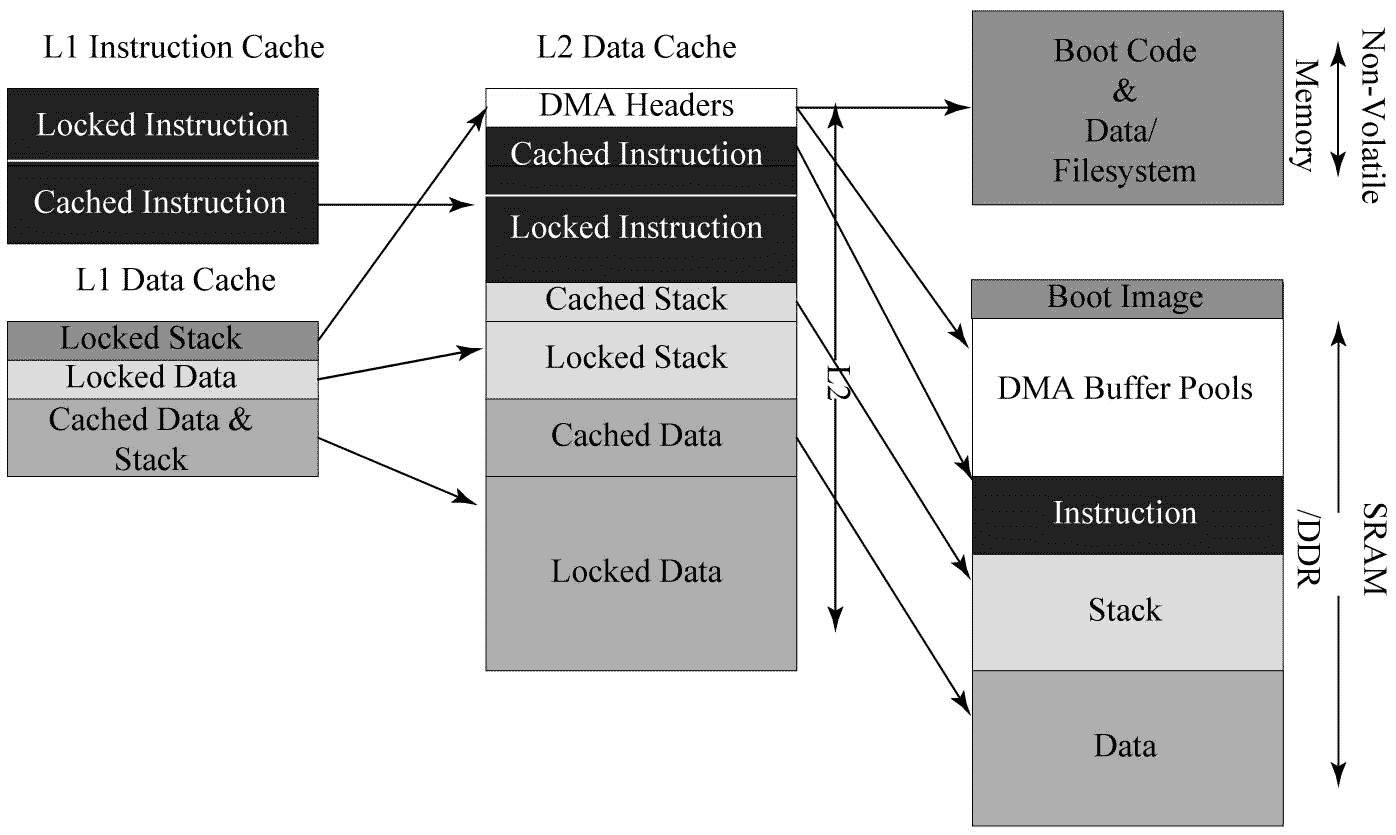 L1 Instruction Cache
Locked Instruction
Cached Instruction
L1 Data Cache
Locked Stack
Locked Data
Cached Data &
Stack
L2 Data Cache
DMA Headers
Cached Instruction
Locked Instruction
Cached Stack
Locked Stack
Cached Data
Locked Data
L2
Boot Code
&
Data/
Filesystem
Non-Volatile
Memory
Boot Image
DMA Buffer Pools
Instruction
Stack
Data
SRAM
/DDR